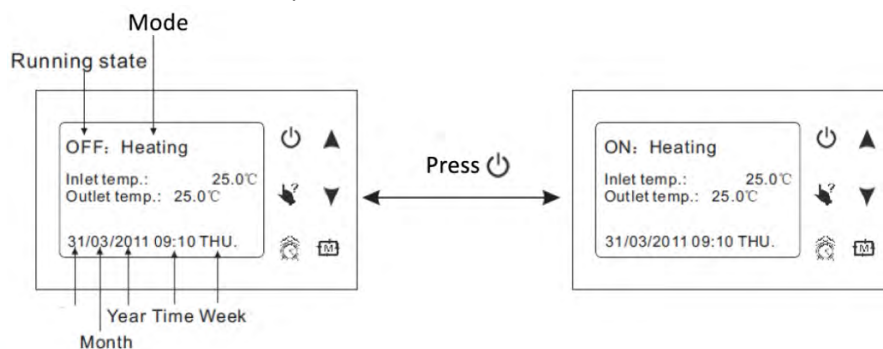 Mode
Running state
OFF: Heating
Inlet temp.: 25.0℃
Outlet temp.: 25.0℃
31/03/2011 09:10 THU.
Year Time Week
Month
Press
ON: Heating
Inlet temp.: 25.0℃
Outlet temp.: 25.0℃
31/03/2011 09:10 THU.
? M
? M